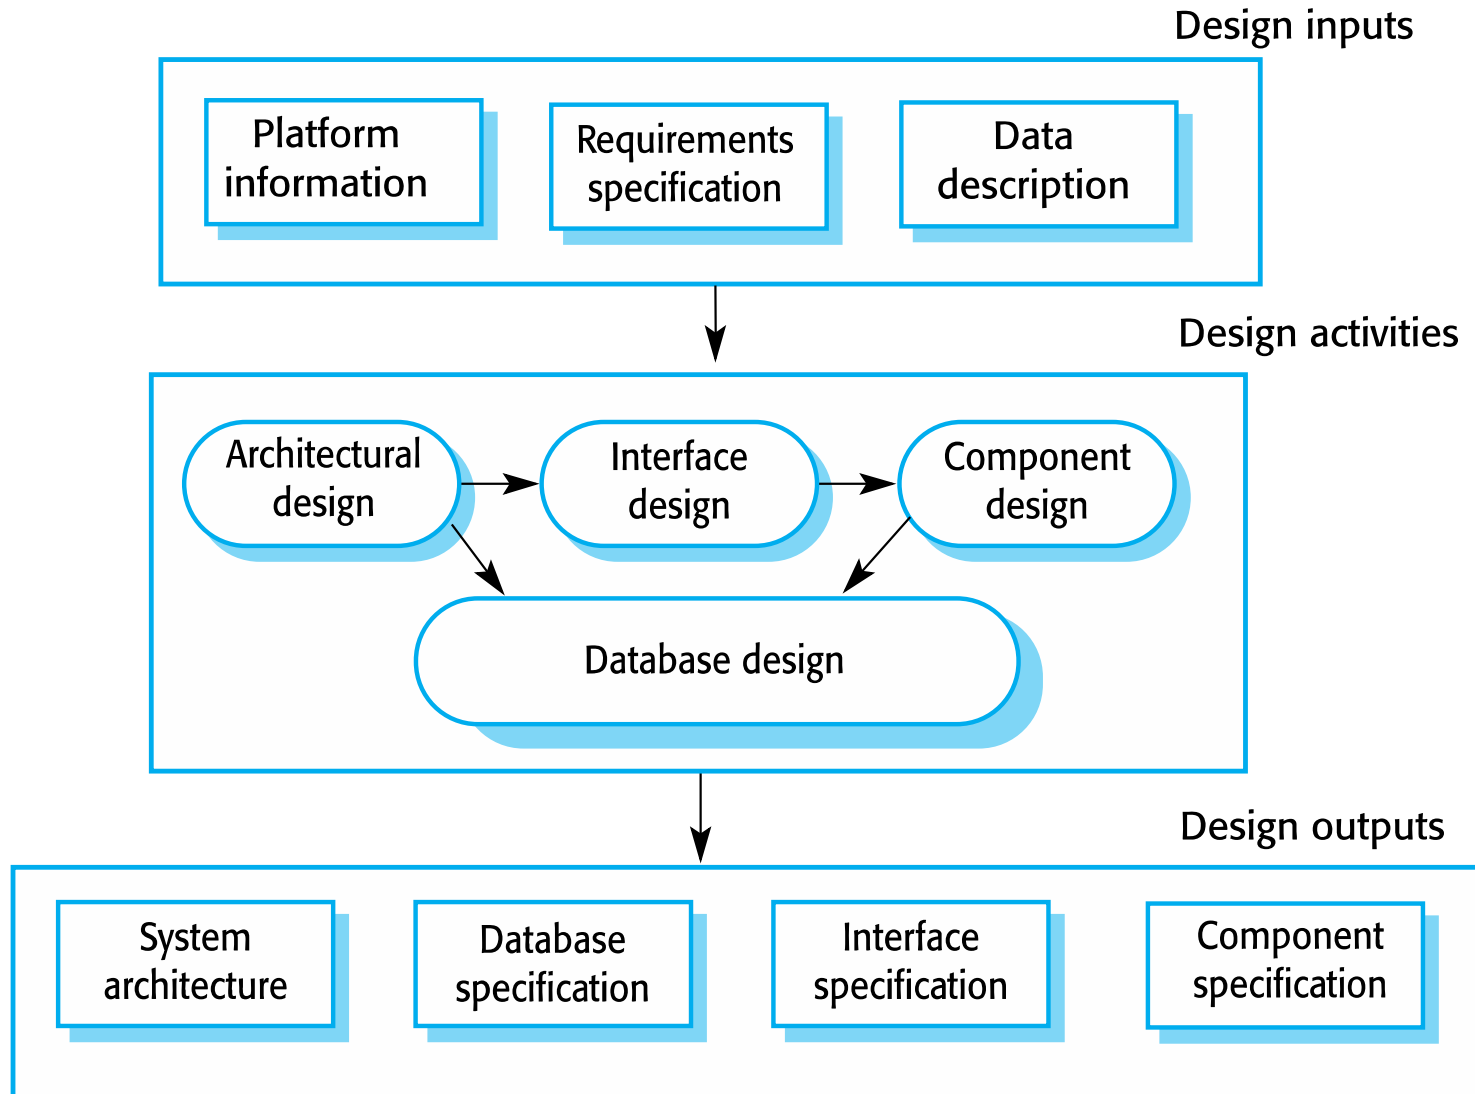 Design inputs
Platform
information
Requirements
specification
Data
description
Design activities
Architectural
design
Interface
design
Component
design
Database design
Design outputs
System
architecture
Database
specification
Interface
specification
Component
specification